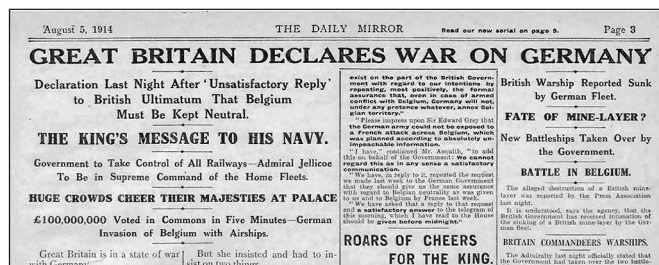 August 5, 1914
THE DAILY MIRROR
Read our new serial on page 9.
Page 3
GREAT BRITAIN DECLARES WAR ON GERMANY
Declaration Last Night After 'Unsatisfactory Reply'
to British Ultimatum That Belgium
Must Be Kept Neutral.
THE KING'S MESSAGE TO HIS NAVY.
Government to Take Control of All Railways—Admiral Jellicoe
To be in Supreme Command of the Home Fleets.
HUGE CROWDS CHEER THEIR MAJESTIES AT PALACE
£100,000,000 Voted in Commons in Five Minutes—German
Invasion of Belgium with Airships.
Great Britain is in a state of war
with Germany.
But she insisted and had to in-
sist on two things
exist on the part of the British Govern-
ment with regard to our intentions by
repeating, most positively, the formal
assurance that, even in case of armed
conflict with Belgium, Germany will not,
under any pretence whatever, annex Bel-
gian territory."
"Please impress upon Sir Edward Grey that
the German army could not be exposed to
a French attack across Belgium, which
was planned according to absolutely un-
impeachable information.
"I have," continued Mr. Asquith, "to add
this on behalf of the Government: We cannot
regard this as in any sense a satisfactory
communication.
"We have, in reply to it, repeated the request
we made last week to the German Government
that they should give us the same assurance
with regard to Belgium neutrality as was given
to us and to Belgium by France last week.
"We have asked that a reply to that request
and a satisfactory answer to the telegram of
this morning, which I have read to the House
should be given before midnight."
ROARS OF CHEERS
FOR THE KING.
British Warship Reported Sunk
by German Fleet.
FATE OF MINE-LAYER?
New Battleships Taken Over by
the Government.
BATTLE IN BELGIUM.
The alleged destruction of a British mine-
layer was reported by the Press Association
last night.
It is understood, says the agency, that the
British Government has received intimation of
the sinking of a British mine-layer by the Ger-
man fleet.
BRITAIN COMMANDEERS WARSHIPS.
The Admiralty last night officially stated that
the Government had taken over the two battle-